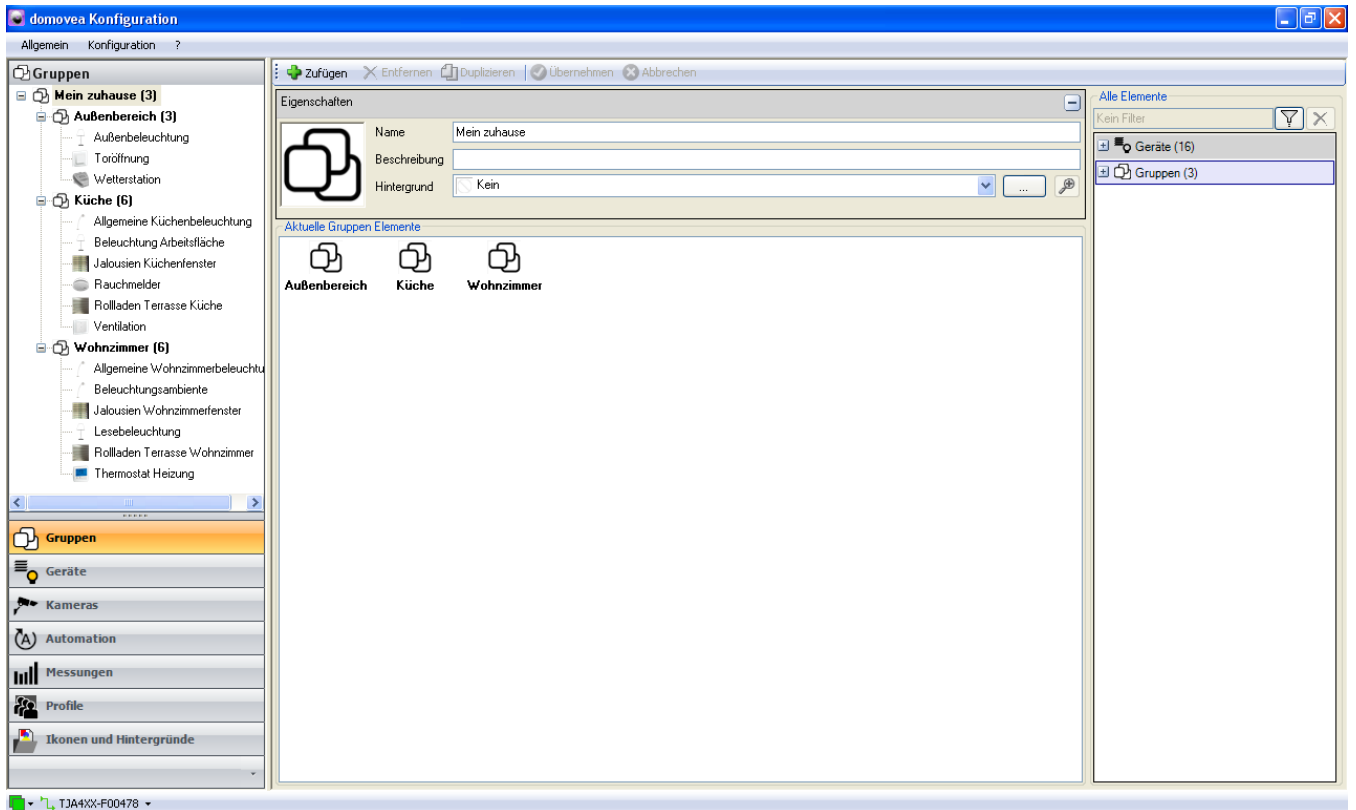 domovea Konfiguration
Allgemein Konfiguration ?
Gruppen
Mein zuhause (3)
Außenbereich (3)
Außenbeleuchtung
Toröffnung
Wetterstation
Küche (6)
Allgemeine Küchenbeleuchtung
Beleuchtung Arbeitsfläche
Jalousien Küchenfenster
Rauchmelder
Rollladen Terrasse Küche
Ventilation
Wohnzimmer (6)
Allgemeine Wohnzimmerbeleuchtu
Beleuchtungsambiente
Jalousien Wohnzimmerfenster
Lesebeleuchtung
Rollladen Terrasse Wohnzimmer
Thermostat Heizung
Gruppen
Geräte
Kameras
Automation
Messungen
Profile
Ikonen und Hintergründe
Zufügen Entfernen Duplizieren Übernehmen Abbrechen
Eigenschaften
Name Mein zuhause
Beschreibung
Hintergrund Kein ...
Aktuelle Gruppen Elemente
Außenbereich Küche Wohnzimmer
Alle Elemente
Kein Filter
Geräte (16)
Gruppen (3)
TJA4XX-F00478